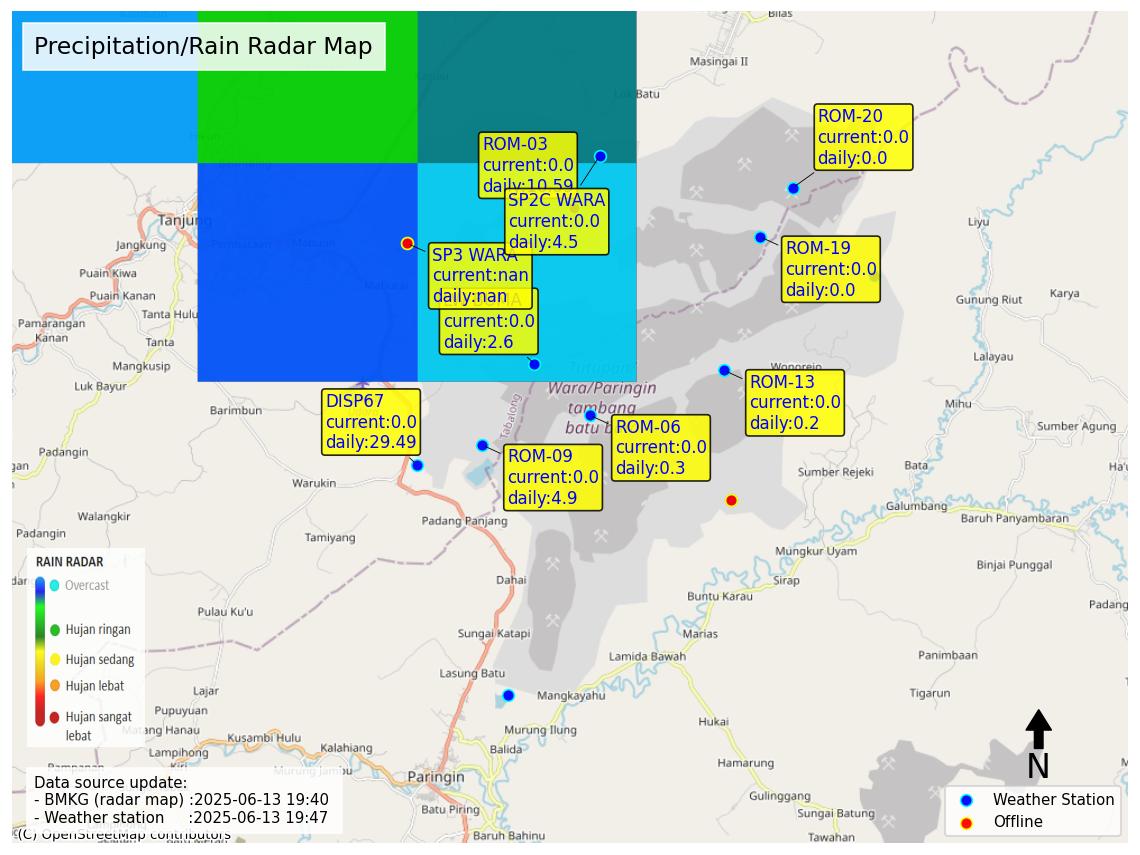 Precipitation/Rain Radar Map
Bilas
Masingai II
Batu
ROM-20
current:0.0
daily:0.0
ROM-03
current:0.0
daily:10.59
SP2C WARA
current:0.0
daily:4.5
ROM-19
current:0.0
daily:0.0
SP3 WARA
current:nan
daily:nan
current:0.0
daily:2.6
Tanjung
Jangkung
Puain Kiwa
Puain Kanan
Tanta Hulu
Pamarangan
Kanan
Tanta
Mangkusip
Luk Bayur
Barimbun
Liyu
Gunung Riut
Karya
Lalayau
Wonorejo
Mihu
Tutupan
Wara/Paringin
tambang
batu b
Tabalong
ROM-13
current:0.0
daily:0.2
DISP67
current:0.0
daily:29.49
ROM-06
current:0.0
daily:0.3
ROM-09
current:0.0
daily:4.9
Sumber Agung
Padangin
Warukin
Bata
Sumber Rejeki
Galumbang
Baruh Panyambaran
Walangkir
Padang Panjang
Padangin
Tamiyang
Mungkur Uyam
Binjai Punggal
RAIN RADAR
Overcast
Hujan ringan
Hujan sedang
Hujan lebat
Hujan sangat
lebat
Dahai
Sirap
Buntu Karau
Padang
Pulau Ku'u
Sungai Katapi
Marias
Lamida Bawah
Panimbaan
Lasung Batu
Lajar
Mangkayahu
Tigarun
Pupuyuan
Matang Hanau
Murung Ilung
Hukai
Kusambi Hulu
Kalahiang
Lampihong
Balida
Hamarung
Murung Jambu
Paringin
Gulinggang
Batu Piring
Sungai Batung
Baruh Bahinu
Tawahan
Data source update:
- BMKG (radar map) :2025-06-13 19:40
- Weather station :2025-06-13 19:47
(C) OpenStreetMap contributors
N
Weather Station
Offline